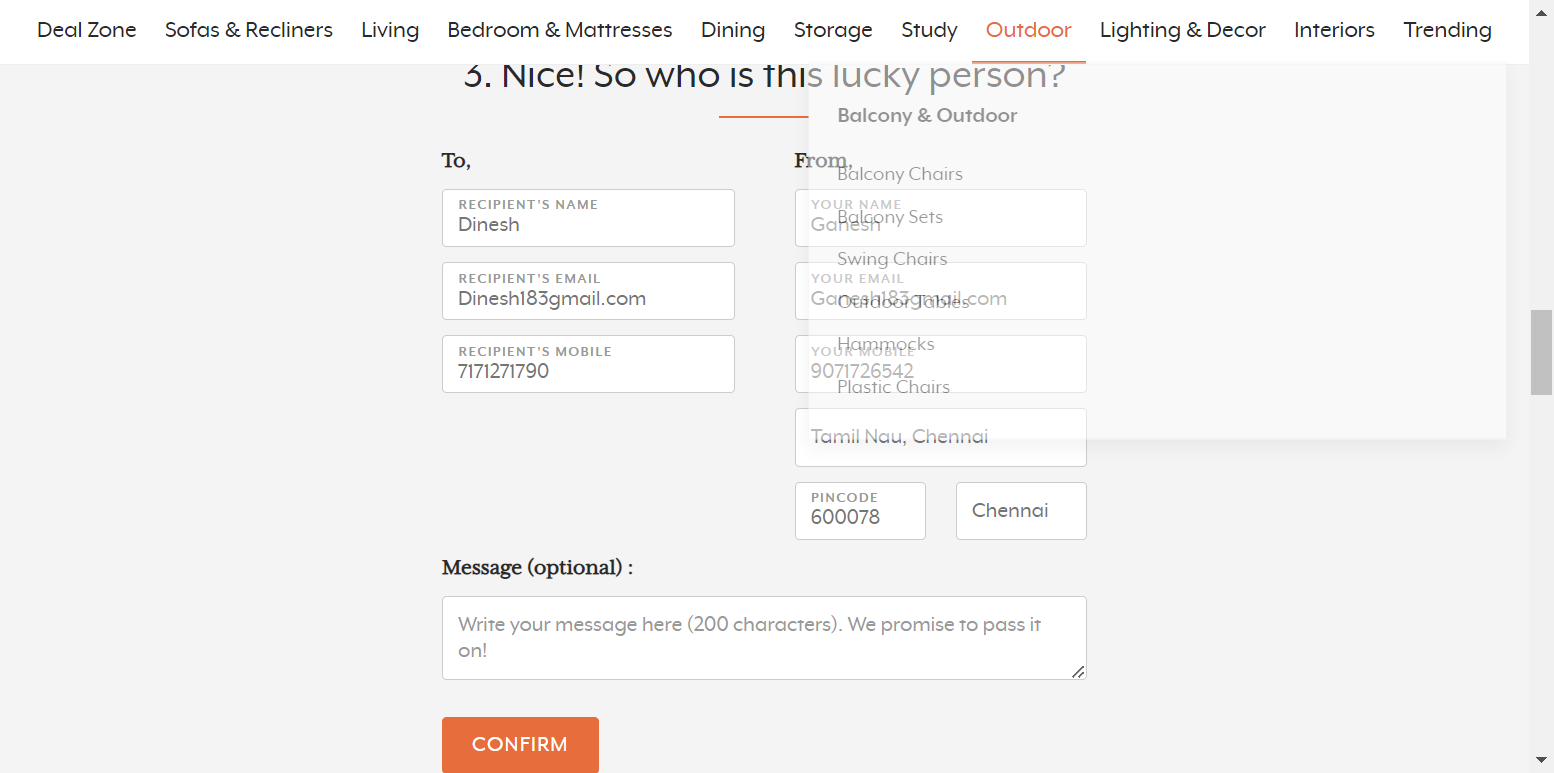 Deal Zone Sofas & Recliners Living Bedroom & Mattresses Dining Storage Study Outdoor Lighting & Decor Interiors Trending
3. Nice! So who is this lucky person?
Balcony & Outdoor
Balcony Chairs
Balcony Sets
Swing Chairs
Outdoor Tables
Hammocks
Plastic Chairs
To,
RECIPIENT'S NAME
Dinesh
RECIPIENT'S EMAIL
Dinesh183gmail.com
RECIPIENT'S MOBILE
7171271790
From,
YOUR NAME
Ganesh
YOUR EMAIL
Ganesh183gmail.com
YOUR MOBILE
9071726542
Tamil Nau, Chennai
PINCODE
600078
Chennai
Message (optional) :
Write your message here (200 characters). We promise to pass it
on!
CONFIRM